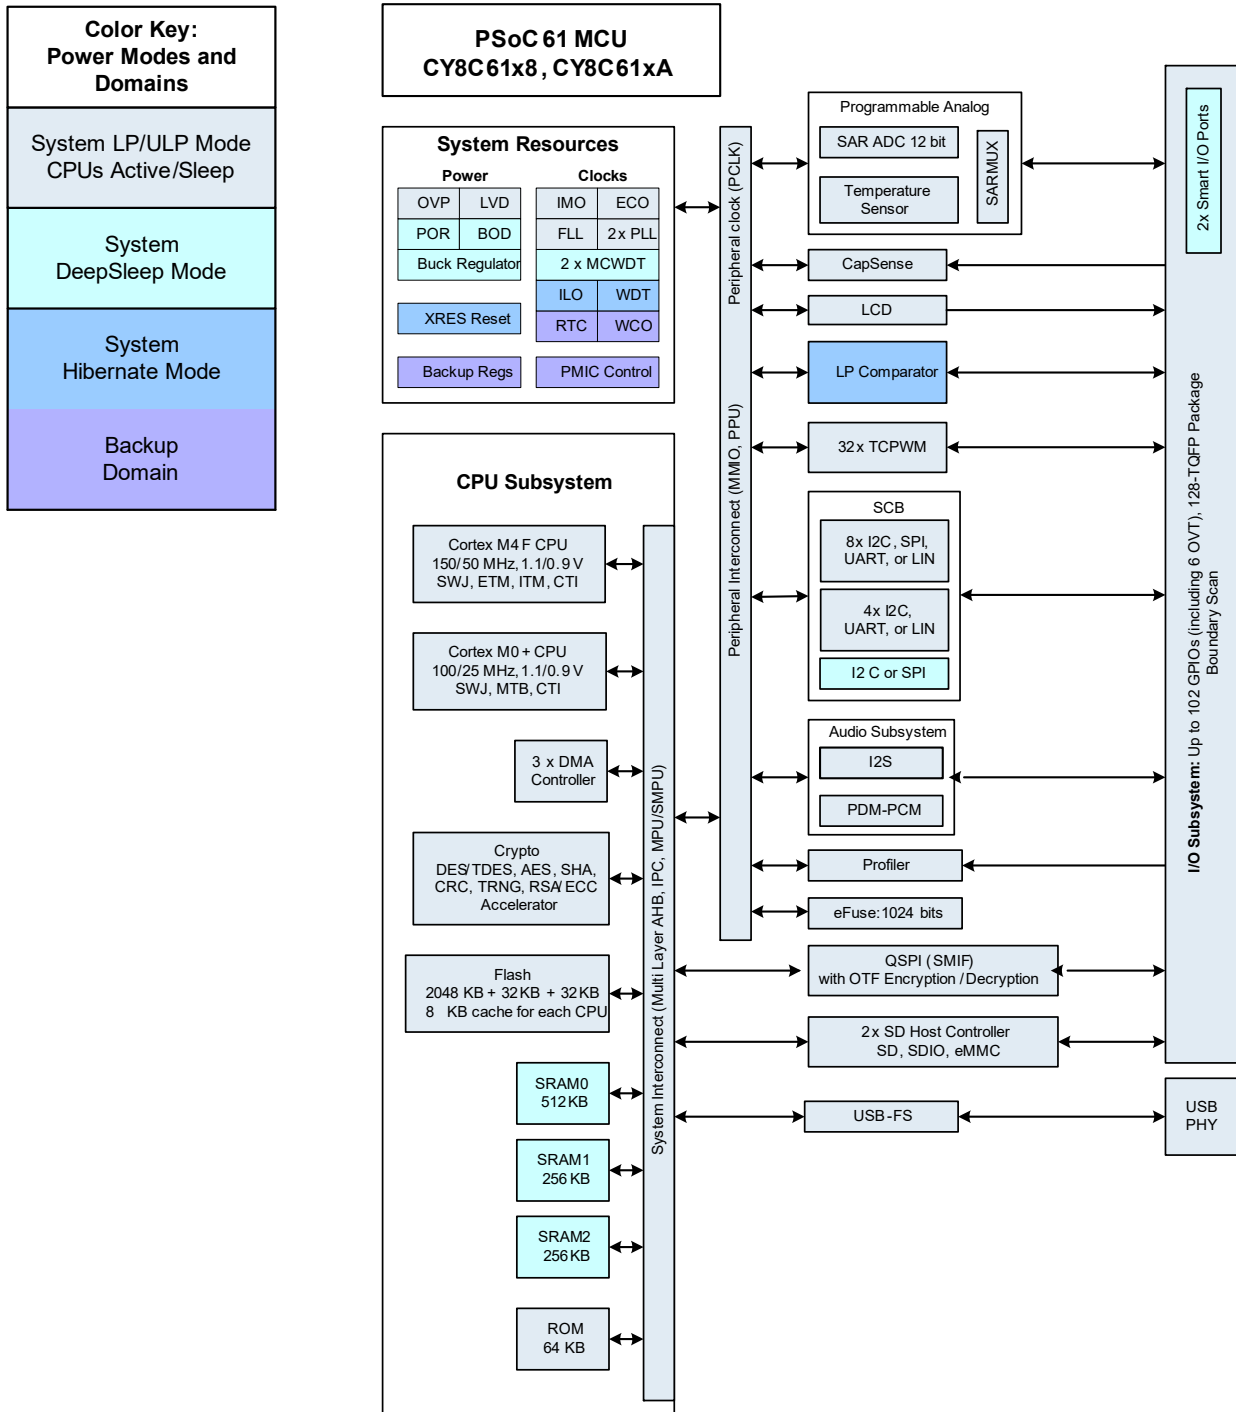 Color Key:
Power Modes and
Domains
System LP/ULP Mode
CPUs Active/Sleep
System
DeepSleep Mode
System
Hibernate Mode
Backup
Domain
PSoC 61 MCU
CY8C61x8, CY8C61xA
System Resources
Power
Clocks
OVP
LVD
POR
BOD
Buck Regulator
XRES Reset
Backup Regs
IMO
ECO
FLL
2x PLL
2 x MCWDT
ILO
WDT
RTC
WCO
PMIC Control
CPU Subsystem
Cortex M4F CPU
150/50 MHz, 1.1/0.9 V
SWJ, ETM, ITM, CTI
Cortex M0+ CPU
100/25 MHz, 1.1/0.9 V
SWJ, MTB, CTI
3 x DMA
Controller
Crypto
DES/TDES, AES, SHA,
CRC, TRNG, RSA/ECC
Accelerator
Flash
2048 KB + 32KB + 32KB
8 KB cache for each CPU
SRAM0
512KB
SRAM1
256KB
SRAM2
256KB
ROM
64 KB
System Interconnect (Multi Layer AHB, IPC, MPU/SMPU)
Peripheral clock (PCLK)
Peripheral Interconnect (MMIO, PPU)
Programmable Analog
SAR ADC 12 bit
Temperature
Sensor
SARMUX
CapSense
LCD
LP Comparator
32x TCPWM
SCB
8x I2C, SPI,
UART, or LIN
4x I2C,
UART, or LIN
I2C or SPI
Audio Subsystem
I2S
PDM-PCM
Profiler
eFuse:1024 bits
QSPI (SMIF)
with OTF Encryption/Decryption
2x SD Host Controller
SD, SDIO, eMMC
USB-FS
2x Smart I/O Ports
I/O Subsystem: Up to 102 GPIOs (including 6 OVT), 128-TQFP Package
Boundary Scan
USB
PHY